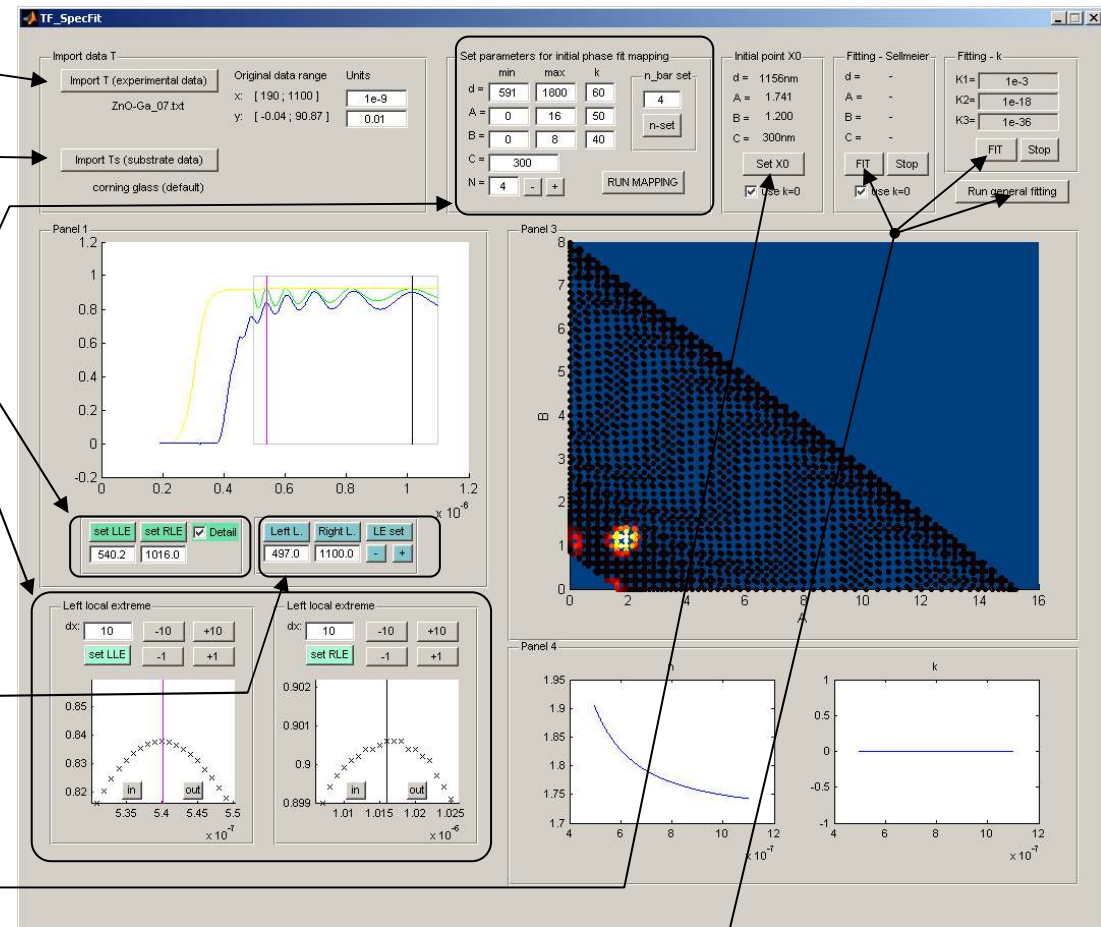 TF_SpecFit
Import data T
Import T (experimental data)
ZnO-Ga_07.txt
Original data range
Units
x: [ 190 ; 1100 ]
1e-9
y: [ -0.04 ; 90.87 ]
0.01
Import Ts (substrate data)
corning glass (default)
Set parameters for initial phase fit mapping
min max k
d = 591 1800 60
A = 0 16 50
B = 0 8 40
C = 300
N = 4 - +
n_bar set
4
n-set
RUN MAPPING
Initial point X0
d = 1156nm
A = 1.741
B = 1.200
C = 300nm
Set X0
use k=0
Fitting - Sellmeier
d = -
A = -
B = -
C = -
FIT Stop
use k=0
Fitting - k
K1= 1e-3
K2= 1e-18
K3= 1e-36
FIT Stop
Run general fitting
Panel 1
1.2
1
0.8
0.6
0.4
0.2
0
-0.2
0 0.2 0.4 0.6 0.8 1 1.2
x 10-6
set LLE set RLE Detail
540.2 1016.0
Left L. Right L. LE set
497.0 1100.0 - +
Left local extreme
dx: 10 -10 +10
set LLE -1 +1
0.85
0.84
0.83
0.82
in out
5.35 5.4 5.45 5.5
x 10-7
Left local extreme
dx: 10 -10 +10
set RLE -1 +1
0.902
0.901
0.9
0.899
in out
1.01 1.015 1.02 1.025
x 10-6
Panel 3
8
7
6
5
4
3
2
1
0
B
0 2 4 6 8 10 12 14 16
A
Panel 4
n
1.95
1.9
1.85
1.8
1.75
1.7
4 6 8 10 12
x 10-7
k
1
0.5
0
-0.5
-1
4 6 8 10 12
x 10-7